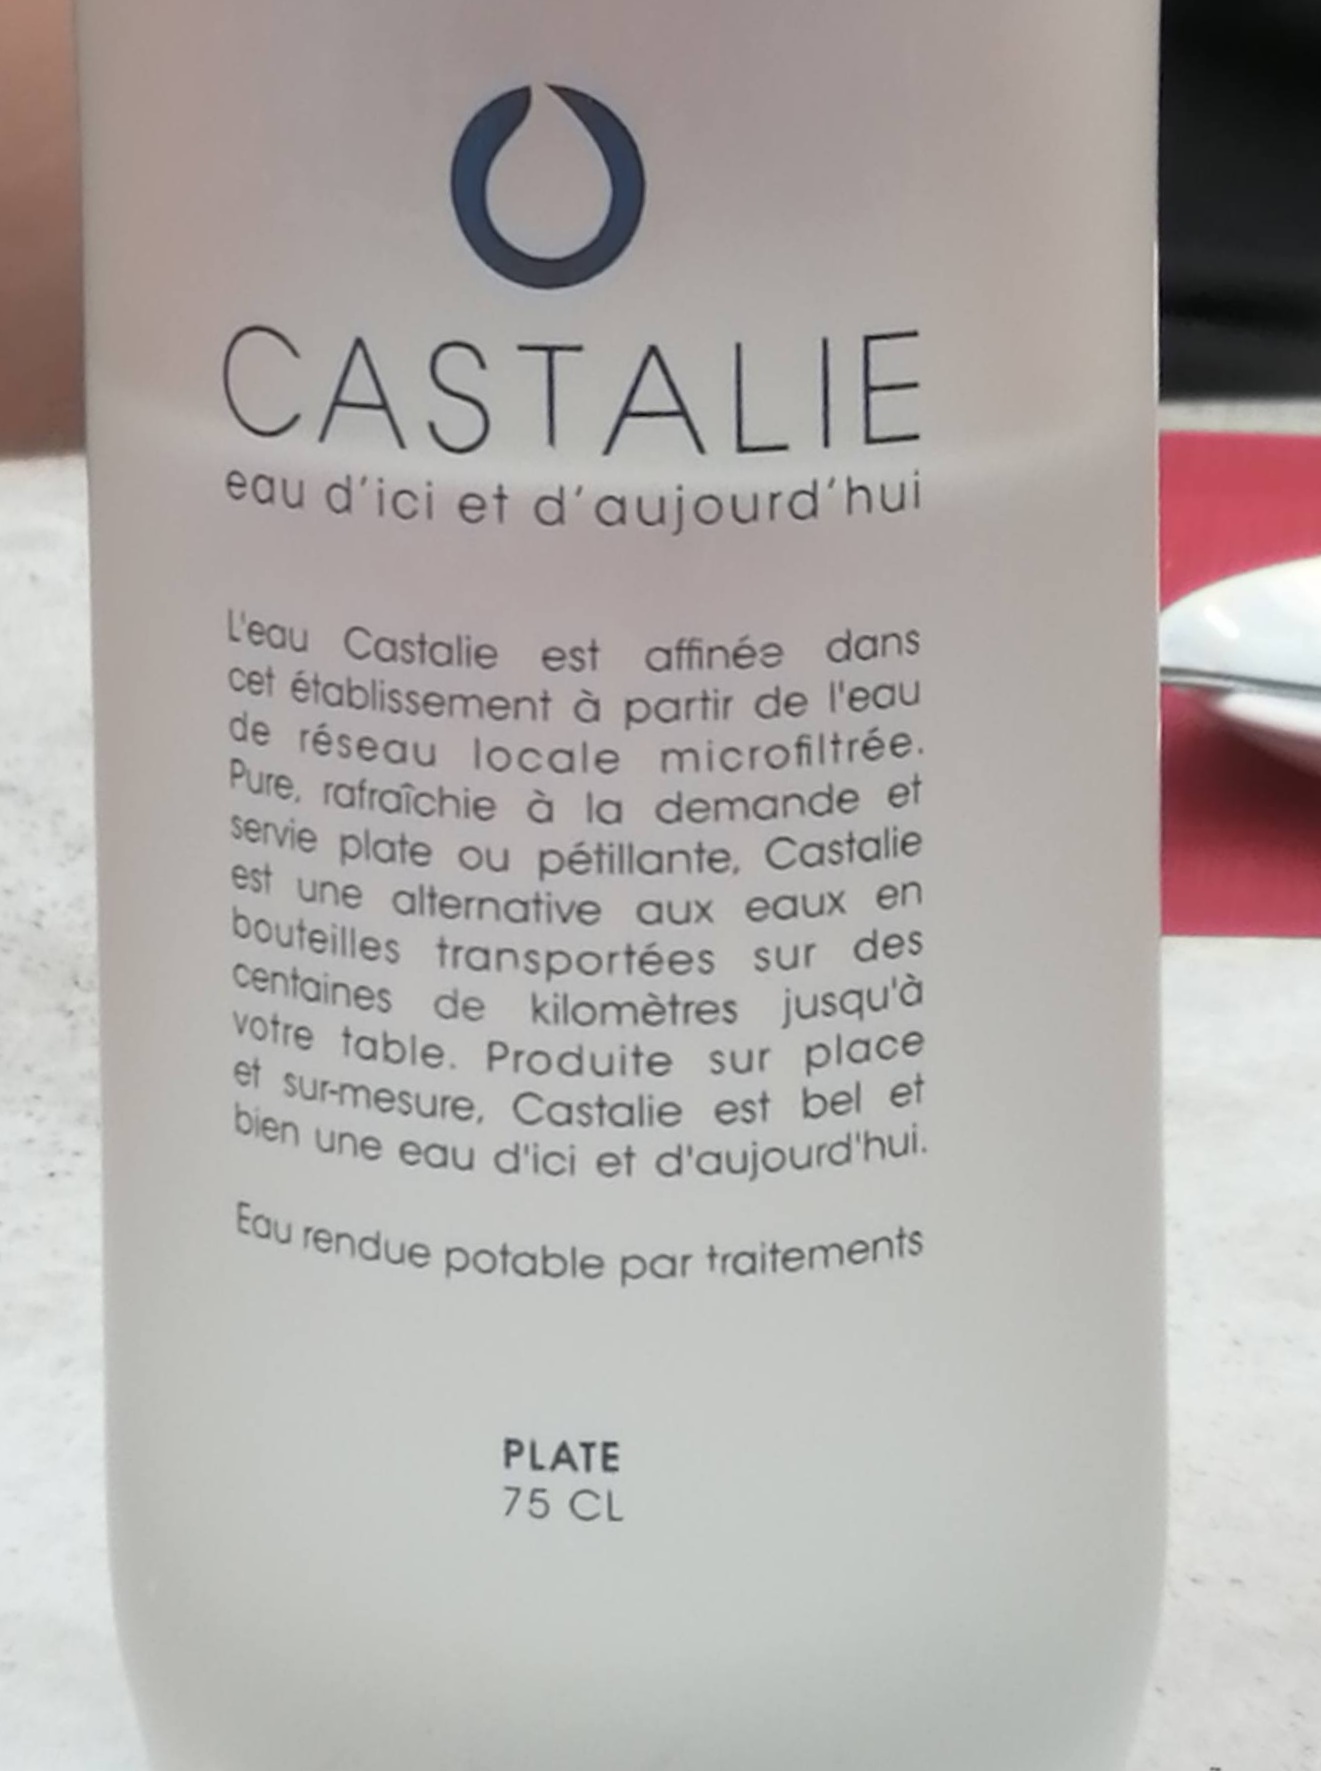 CASTALIE
eau d'ici et d'aujourd'hui
L'eau Castalie est affinée dans
cet établissement à partir de l'eau
de réseau locale microfiltrée.
Pure, rafraîchie à la demande et
servie plate ou pétillante, Castalie
est une alternative aux eaux en
bouteilles transportées sur des
centaines de kilomètres jusqu'à
votre table. Produite sur place
et sur-mesure, Castalie est bel et
bien une eau d'ici et d'aujourd'hui.
Eau rendue potable par traitements
PLATE
75 CL